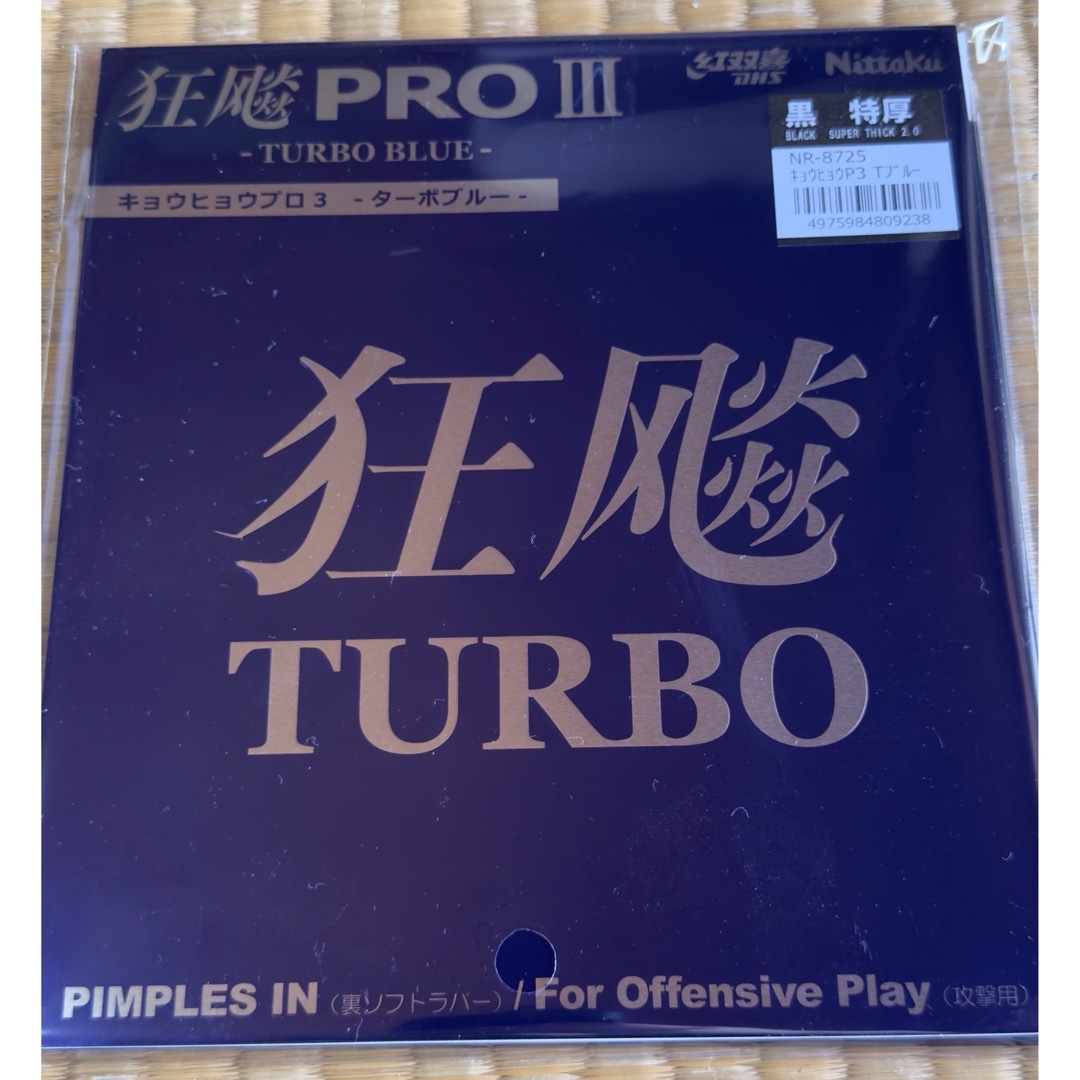 狂飈 PRO III
紅双喜 DHS Nittaku
- TURBO BLUE -
キョウヒョウプロ3 -ターボブルー-
黒 特厚
BLACK SUPER THICK 2.0
NR-8725
ｷｮｳﾋｮｳP3 Tﾌﾞﾙｰ
4975984809238
狂飈
TURBO
PIMPLES IN（裏ソフトラバー）/ For Offensive Play（攻撃用）